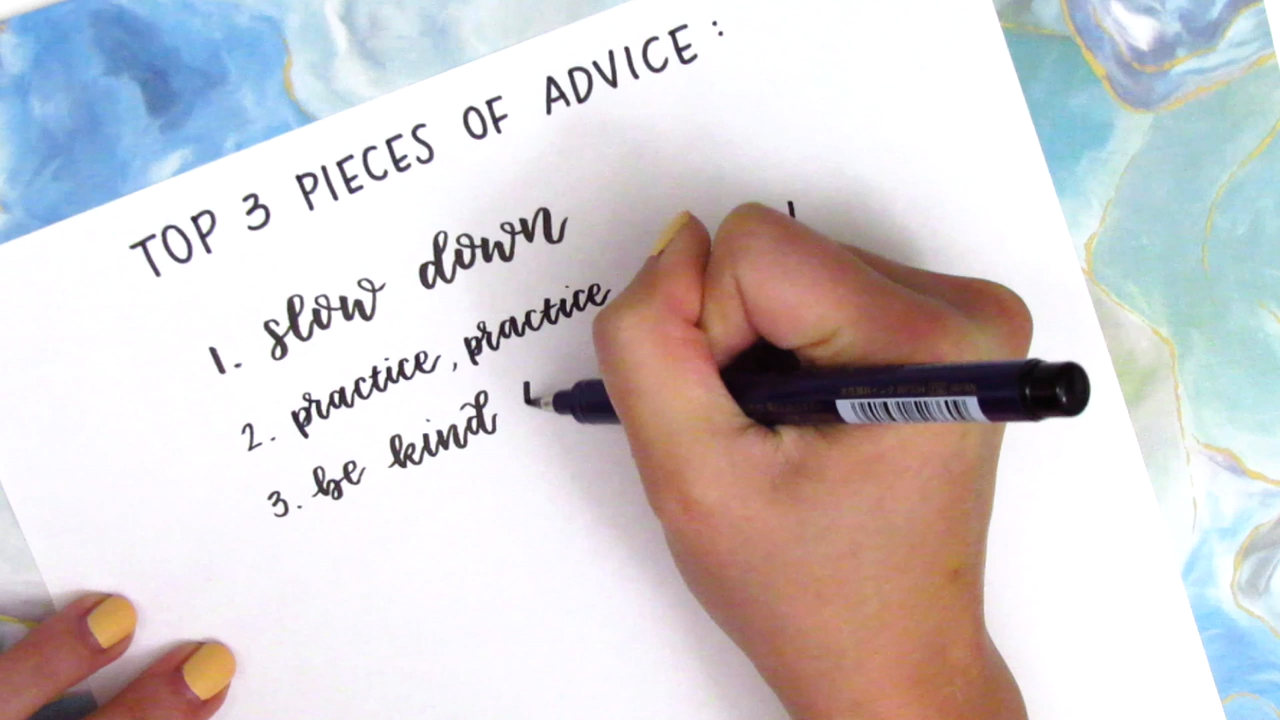 TOP 3 PIECES OF ADVICE:
1. slow down
2. practice, practice
3. be kind